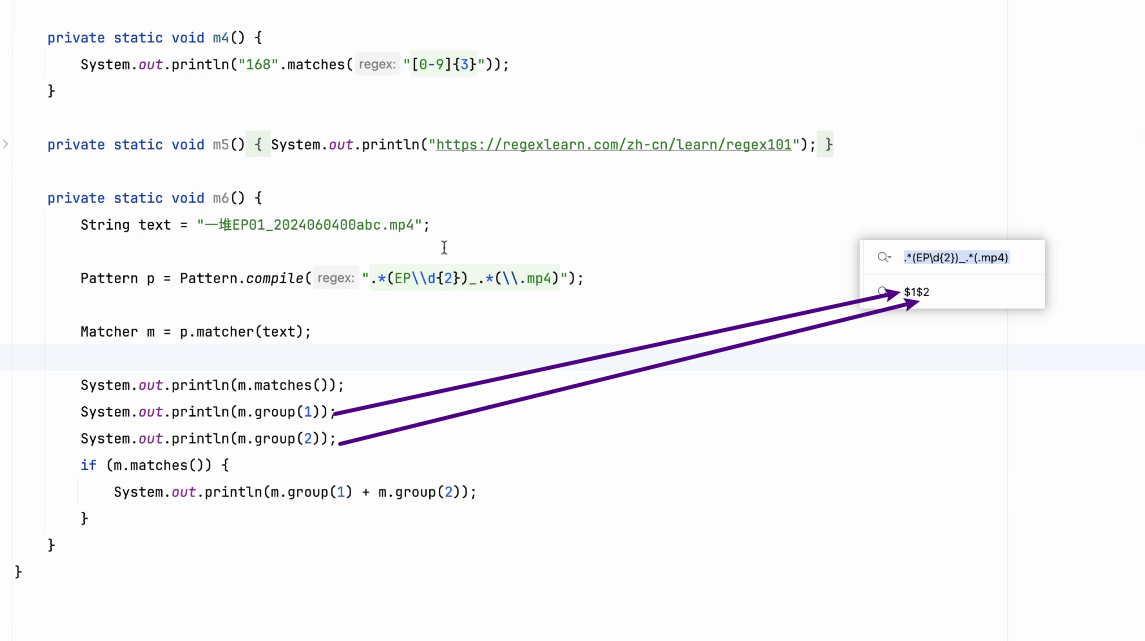 private static void m4() {
System.out.println("168".matches( regex: "[0-9]{3}"));
}
private static void m5() { System.out.println("https://regexlearn.com/zh-cn/learn/regex101"); }
private static void m6() {
String text = "一堆EP01_2024060400abc.mp4";
Pattern p = Pattern.compile( regex: ".*(EP\\d{2})_.*(\\.mp4)");
.*(EP\d{2})_.*(.mp4)
$1$2
Matcher m = p.matcher(text);
System.out.println(m.matches());
System.out.println(m.group(1));
System.out.println(m.group(2));
if (m.matches()) {
System.out.println(m.group(1) + m.group(2));
}
}
}